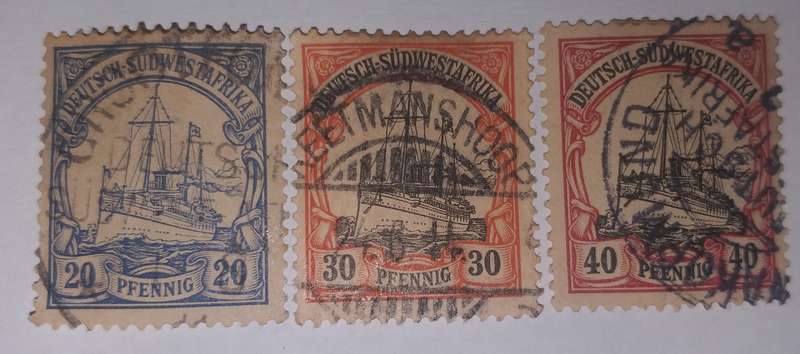 DEUTSCH-SÜDWESTAFRIKA
20 20
PFENNIG
DEUTSCH-SÜDWESTAFRIKA
KEETMANSHOOP
30 30
PFENNIG
DEUTSCH-SÜDWESTAFRIKA
40 40
PFENNIG